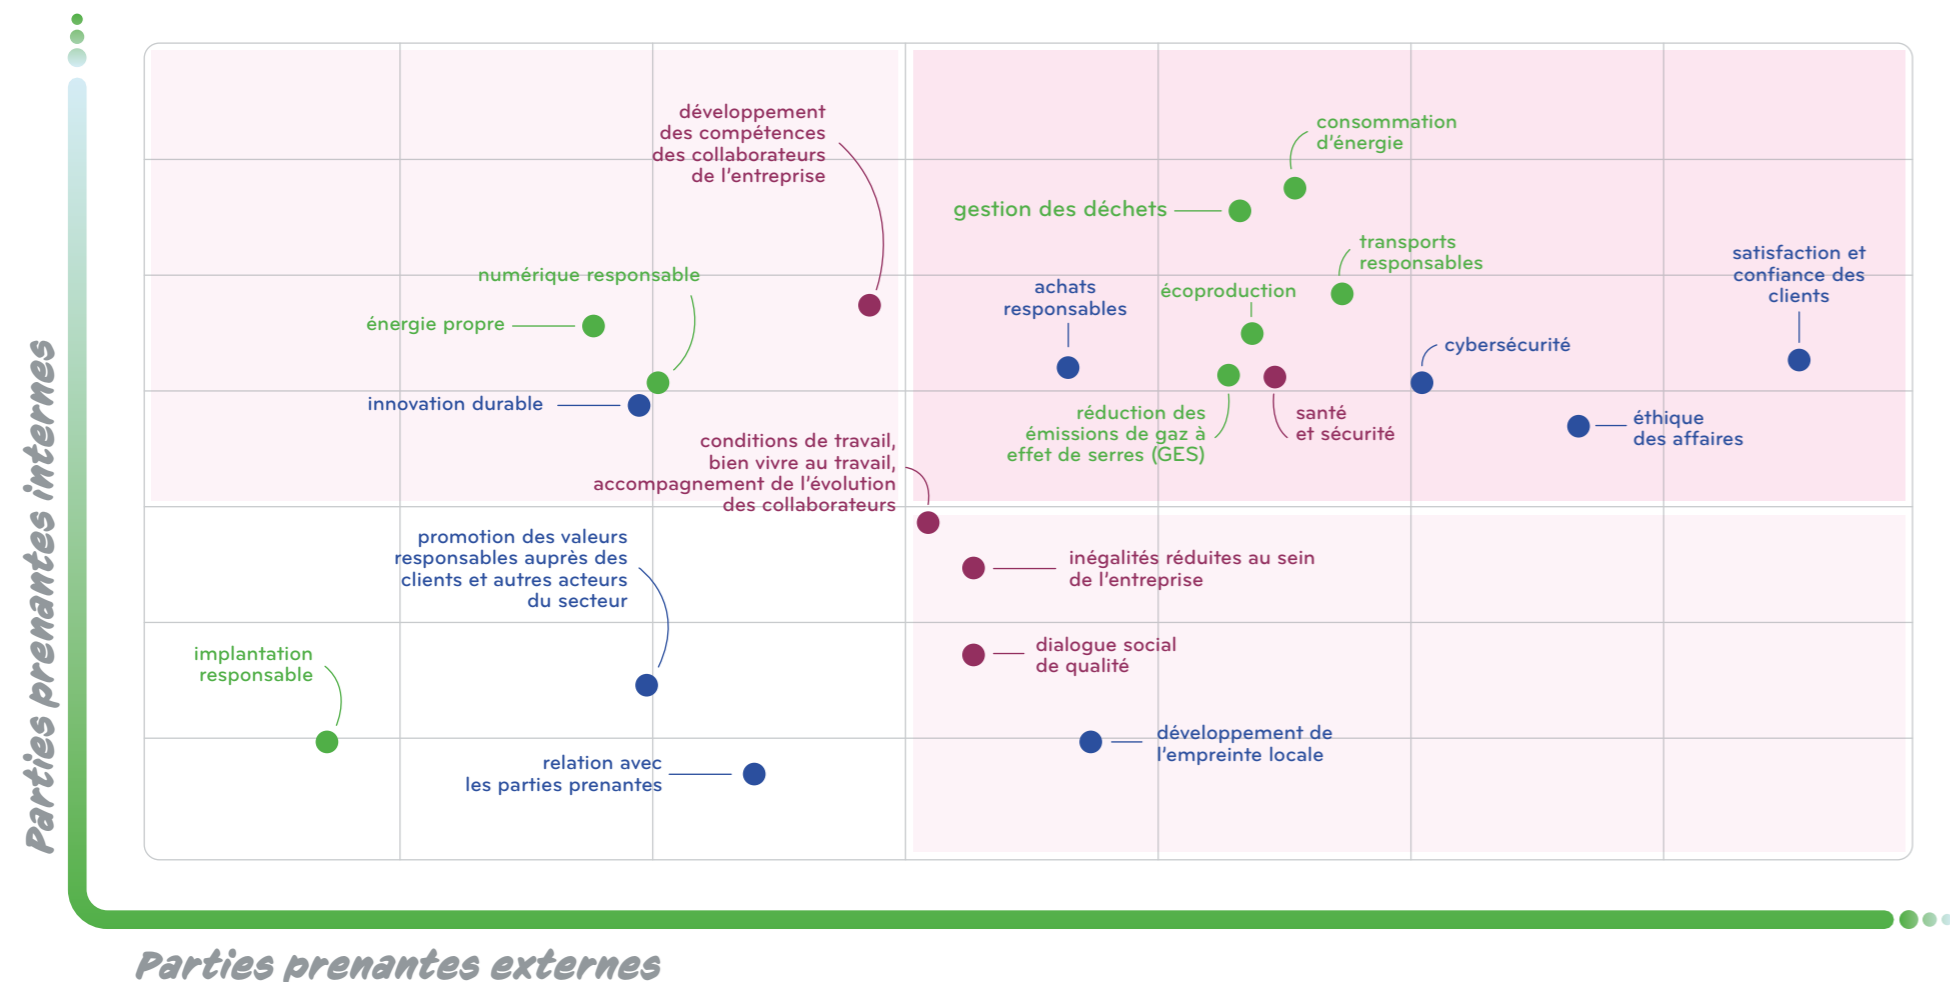 développement
des compétences
des collaborateurs
de l'entreprise
consommation
d'énergie
gestion des déchets
transports
responsables
satisfaction et
confiance des
clients
numérique responsable
achats
responsables
écoproduction
énergie propre
cybersécurité
innovation durable
réduction des
émissions de gaz à
effet de serres (GES)
santé
et sécurité
éthique
des affaires
conditions de travail,
bien vivre au travail,
accompagnement de l'évolution
des collaborateurs
promotion des valeurs
responsables auprès des
clients et autres acteurs
du secteur
inégalités réduites au sein
de l'entreprise
implantation
responsable
dialogue social
de qualité
développement de
l'empreinte locale
relation avec
les parties prenantes
Parties prenantes internes
Parties prenantes externes